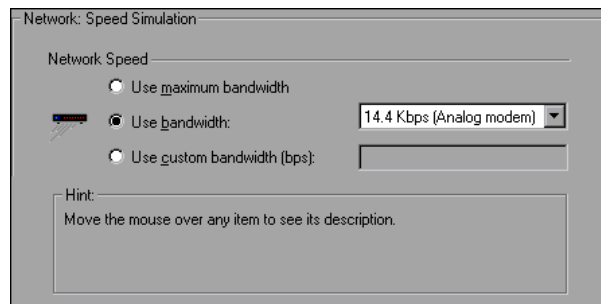 Network: Speed Simulation
Network Speed
Use maximum bandwidth
Use bandwidth: 14.4 Kbps (Analog modem)
Use custom bandwidth (bps):
Hint:
Move the mouse over any item to see its description.